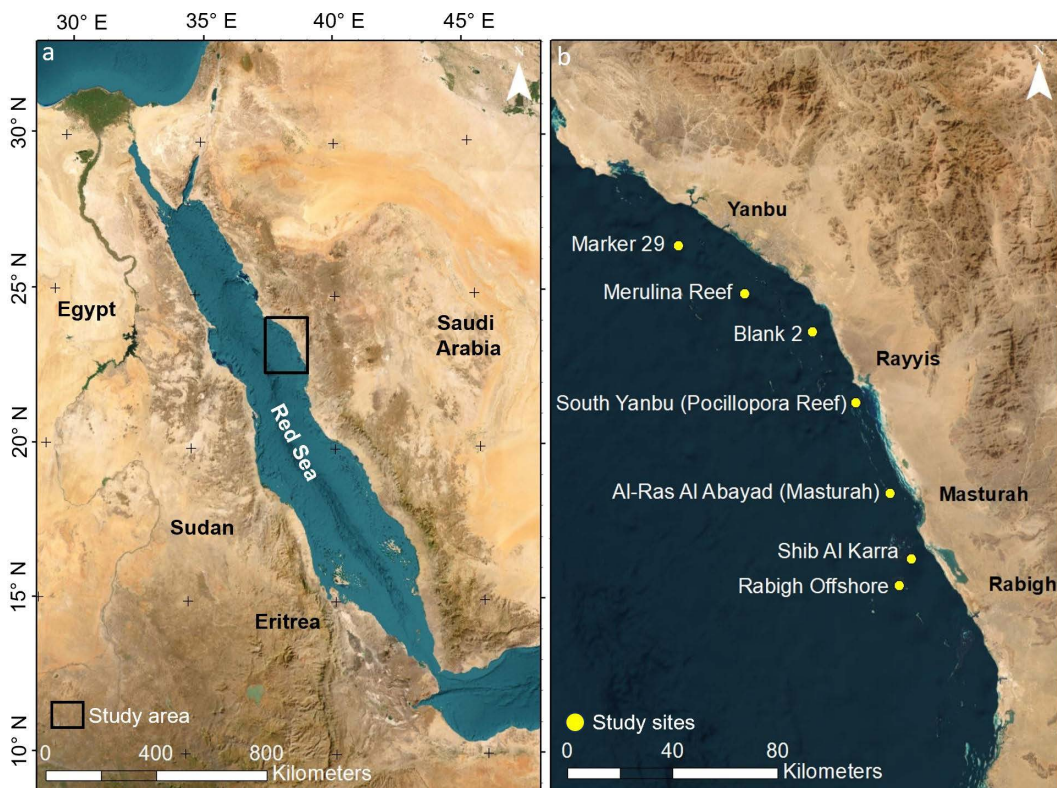 30° E 35° E 40° E 45° E
a
N
30° N
25° N
20° N
15° N
10° N
Egypt
Saudi
Arabia
Red Sea
Sudan
Eritrea
Study area
0 400 800
Kilometers
b
N
Yanbu
Marker 29
Merulina Reef
Blank 2
Rayyis
South Yanbu (Pocillopora Reef)
Al-Ras Al Abayad (Masturah)
Masturah
Shib Al Karra
Rabigh Offshore
Rabigh
Study sites
0 40 80
Kilometers